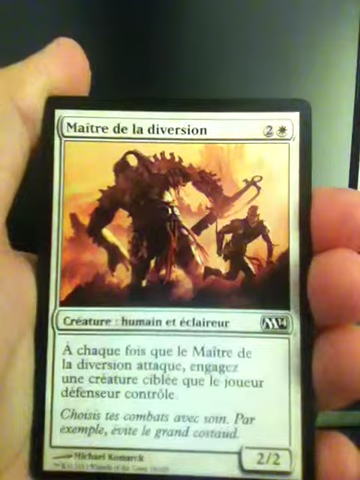 Maître de la diversion 2
Créature : humain et éclaireur M14
À chaque fois que le Maître de
la diversion attaque, engagez
une créature ciblée que le joueur
défenseur contrôle.
Choisis tes combats avec soin. Par
exemple, évite le grand costaud.
Michael Komarck
2/2